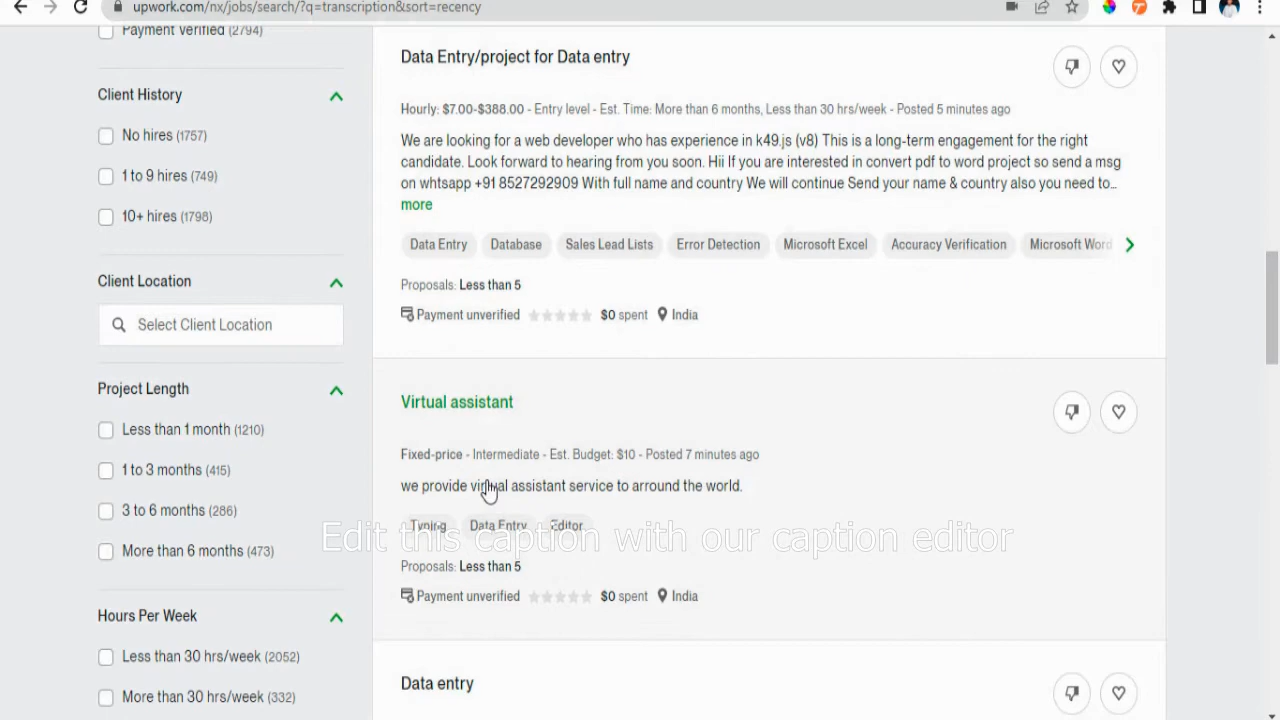 upwork.com/nx/jobs/search/?q=transcription&sort=recency
Payment Verified (2794)
Client History
No hires (1757)
1 to 9 hires (749)
10+ hires (1798)
Client Location
Select Client Location
Project Length
Less than 1 month (1210)
1 to 3 months (415)
3 to 6 months (286)
More than 6 months (473)
Hours Per Week
Less than 30 hrs/week (2052)
More than 30 hrs/week (332)
Data Entry/project for Data entry
Hourly: $7.00-$388.00 - Entry level - Est. Time: More than 6 months, Less than 30 hrs/week - Posted 5 minutes ago
We are looking for a web developer who has experience in k49.js (v8) This is a long-term engagement for the right
candidate. Look forward to hearing from you soon. Hii If you are interested in convert pdf to word project so send a msg
on whtsapp +91 8527292909 With full name and country We will continue Send your name & country also you need to...
more
Data Entry Database Sales Lead Lists Error Detection Microsoft Excel Accuracy Verification Microsoft Word
Proposals: Less than 5
Payment unverified $0 spent India
Virtual assistant
Fixed-price - Intermediate - Est. Budget: $10 - Posted 7 minutes ago
we provide virtual assistant service to arround the world.
Typing Data Entry Editor
Edit this caption with our caption editor
Proposals: Less than 5
Payment unverified $0 spent India
Data entry